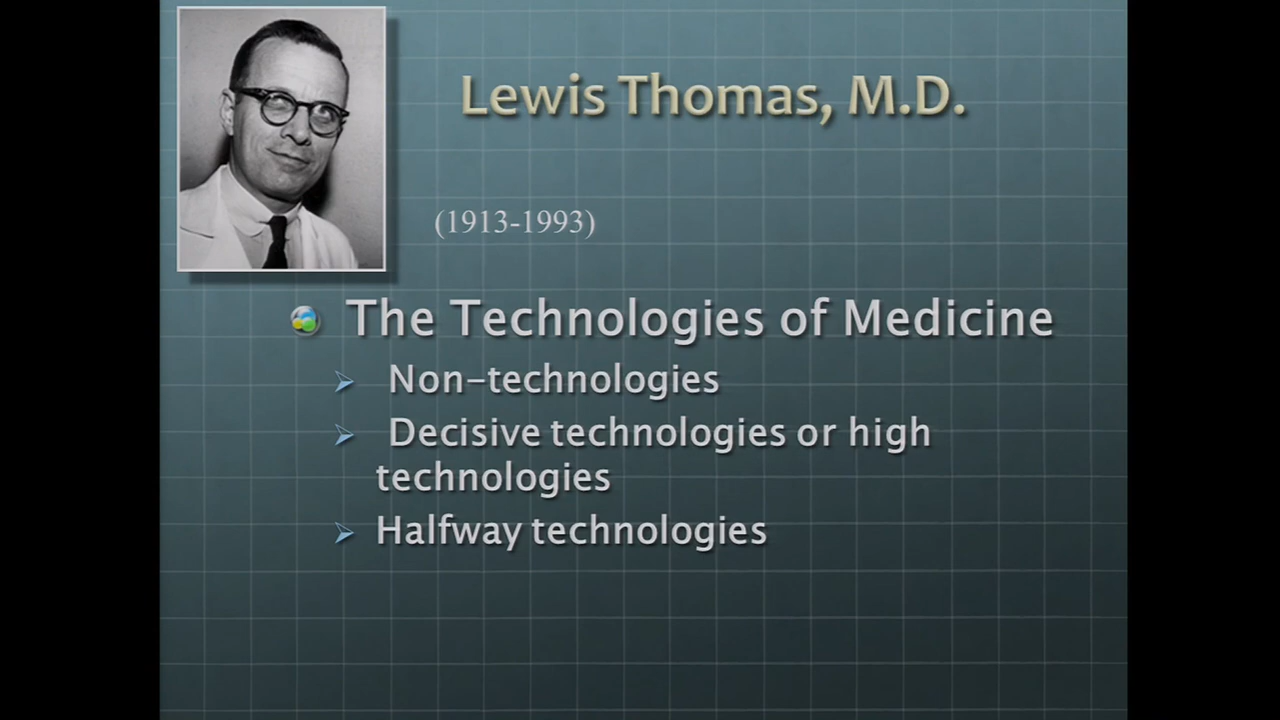 Lewis Thomas, M.D.
(1913-1993)
The Technologies of Medicine
Non-technologies
Decisive technologies or high
technologies
Halfway technologies